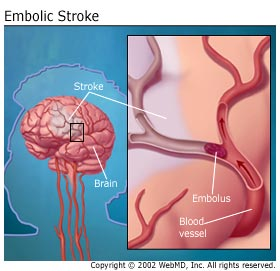 Embolic Stroke
Stroke
Brain
Embolus
Blood
vessel
Copyright © 2002 WebMD, Inc. All rights reserved.